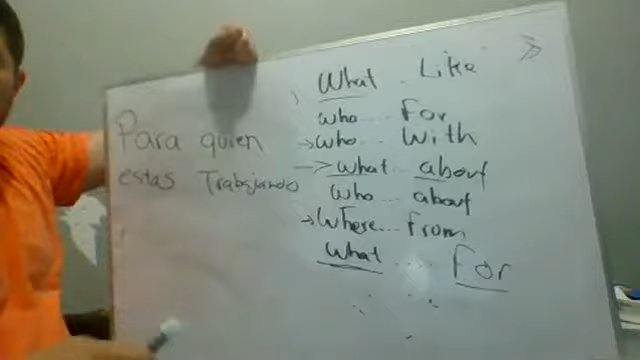 Para quien
estas Trabajando
What . Like
who ... For
→who .. with
→what .. about
who ... about
→Where... From
what .... For